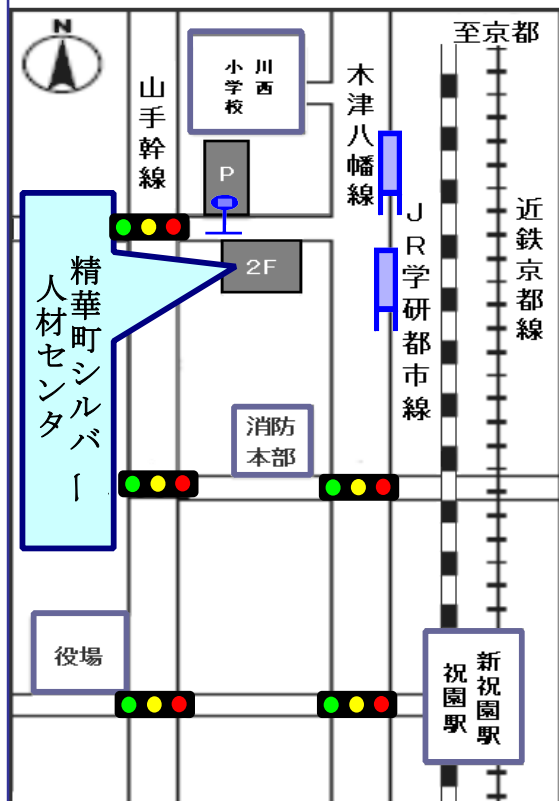 至京都
川西
小学校
山手幹線
木津八幡線
P
JR学研都市線
近鉄京都線
2F
精華町シルバー
人材センタ
消防
本部
役場
新祝園駅
祝園駅